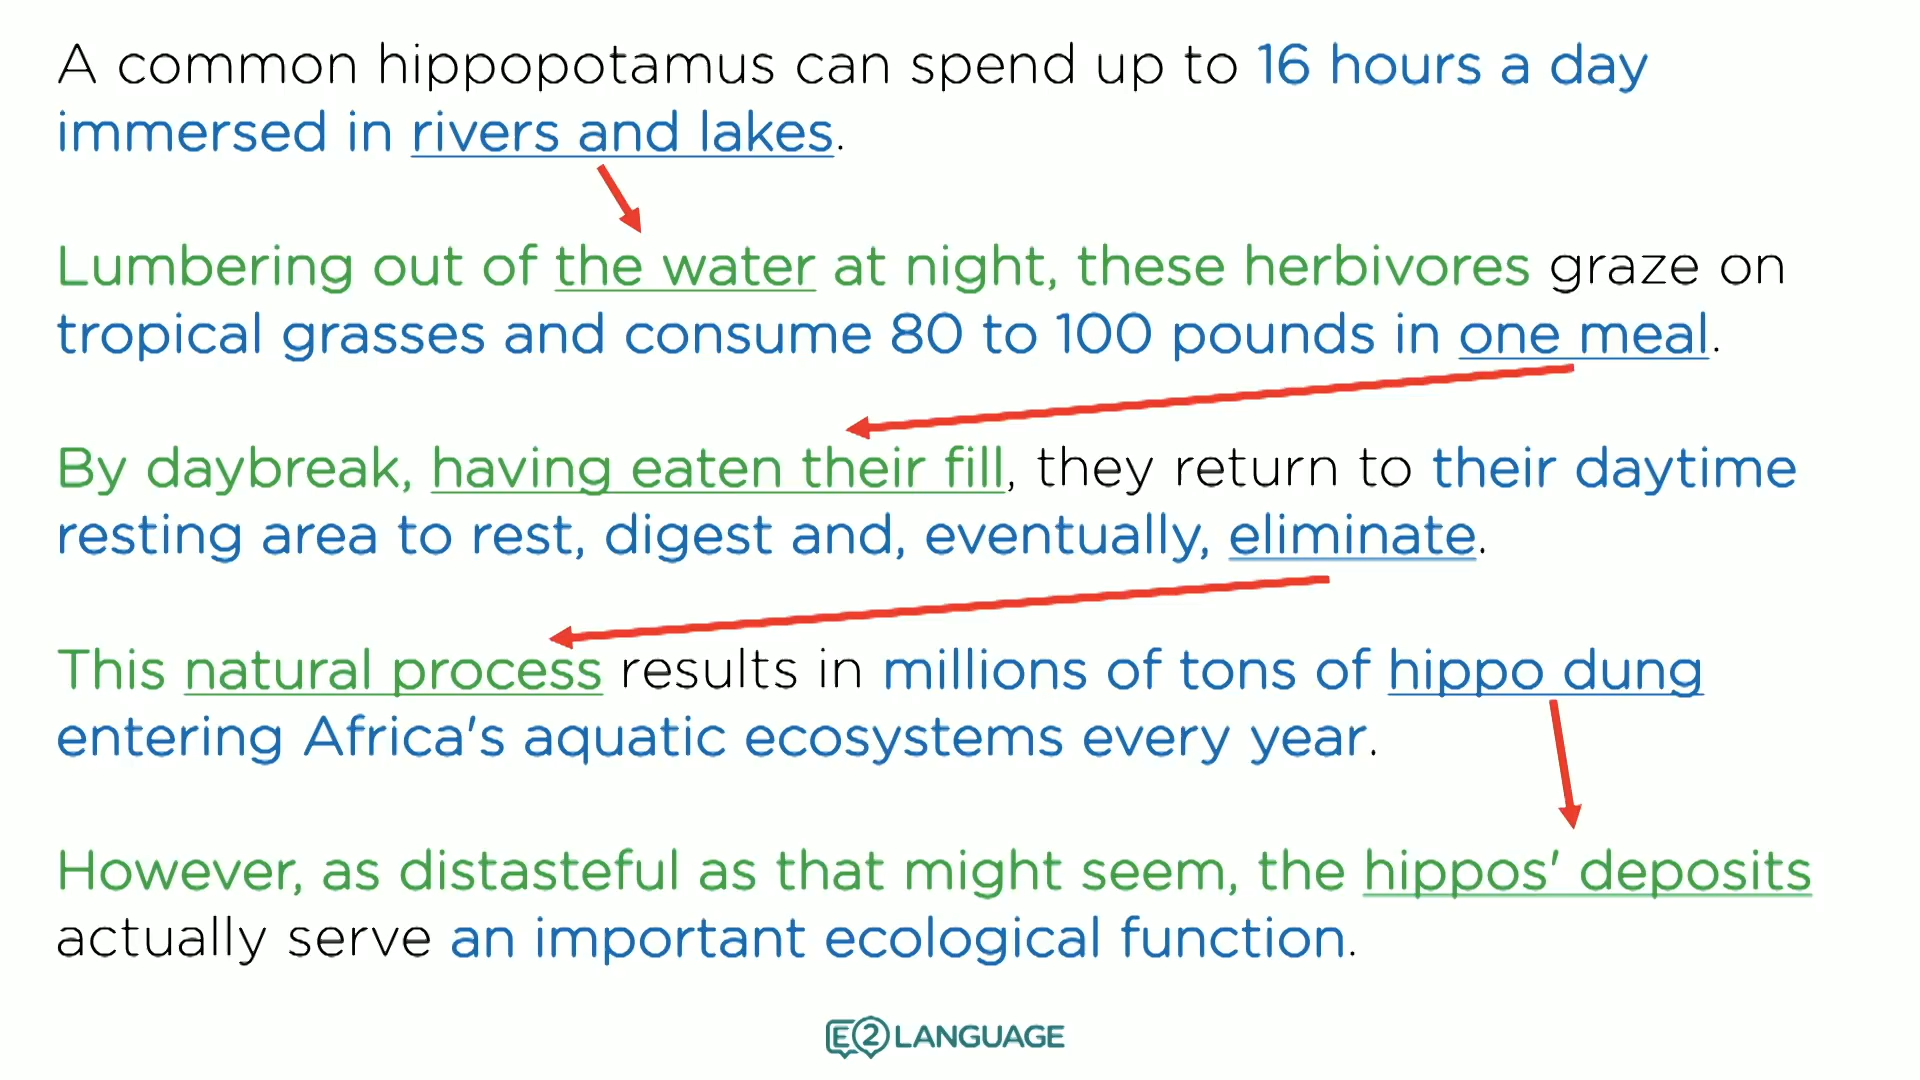 A common hippopotamus can spend up to 16 hours a day
immersed in rivers and lakes.
Lumbering out of the water at night, these herbivores graze on
tropical grasses and consume 80 to 100 pounds in one meal.
By daybreak, having eaten their fill, they return to their daytime
resting area to rest, digest and, eventually, eliminate.
This natural process results in millions of tons of hippo dung
entering Africa's aquatic ecosystems every year.
However, as distasteful as that might seem, the hippos' deposits
actually serve an important ecological function.
E2 LANGUAGE